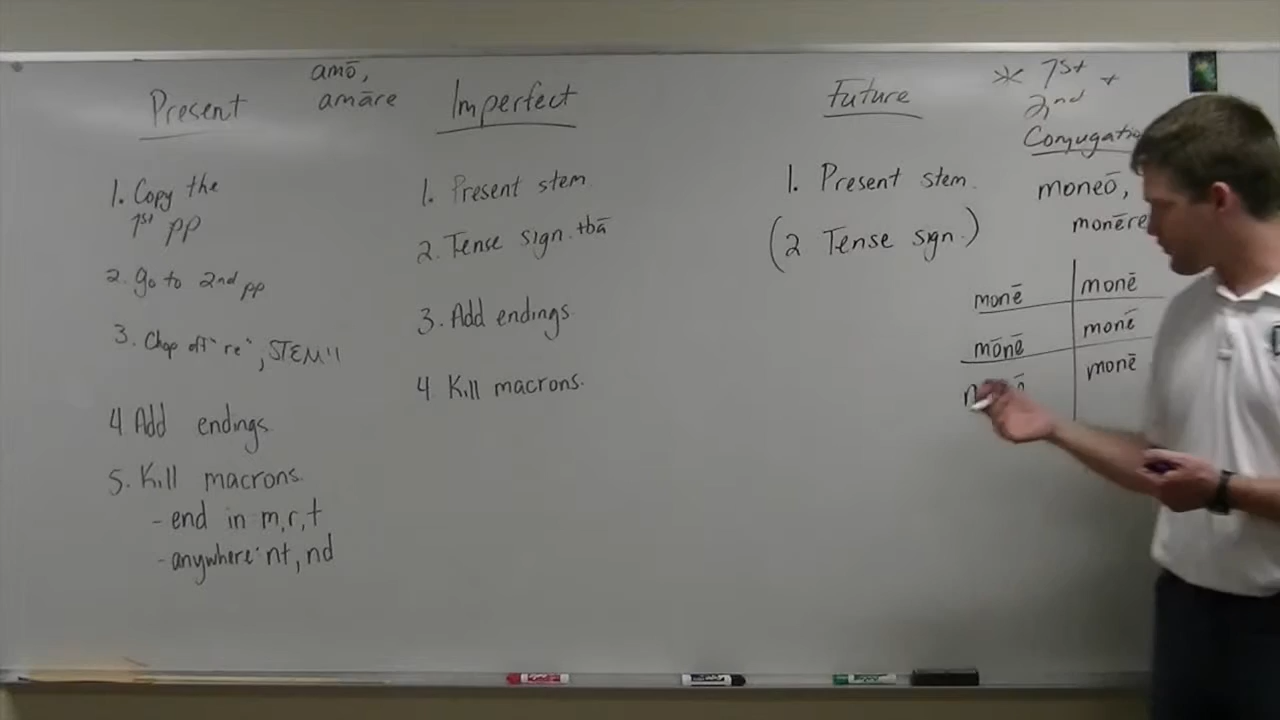 Present
amō,
amāre
1. Copy the
1st pp
2. Go to 2nd pp
3. Chop off "re", STEM!!
4 Add endings
5. Kill macrons.
- end in m, r, t
- anywhere: nt, nd
Imperfect
1. Present stem
2. Tense sign. +bā
3. Add endings
4 Kill macrons.
Future
1. Present stem.
(2 Tense sign.)
* 1st +
2nd
Conjugatio
moneō,
monēre
monē monē
mōnē monē
monē